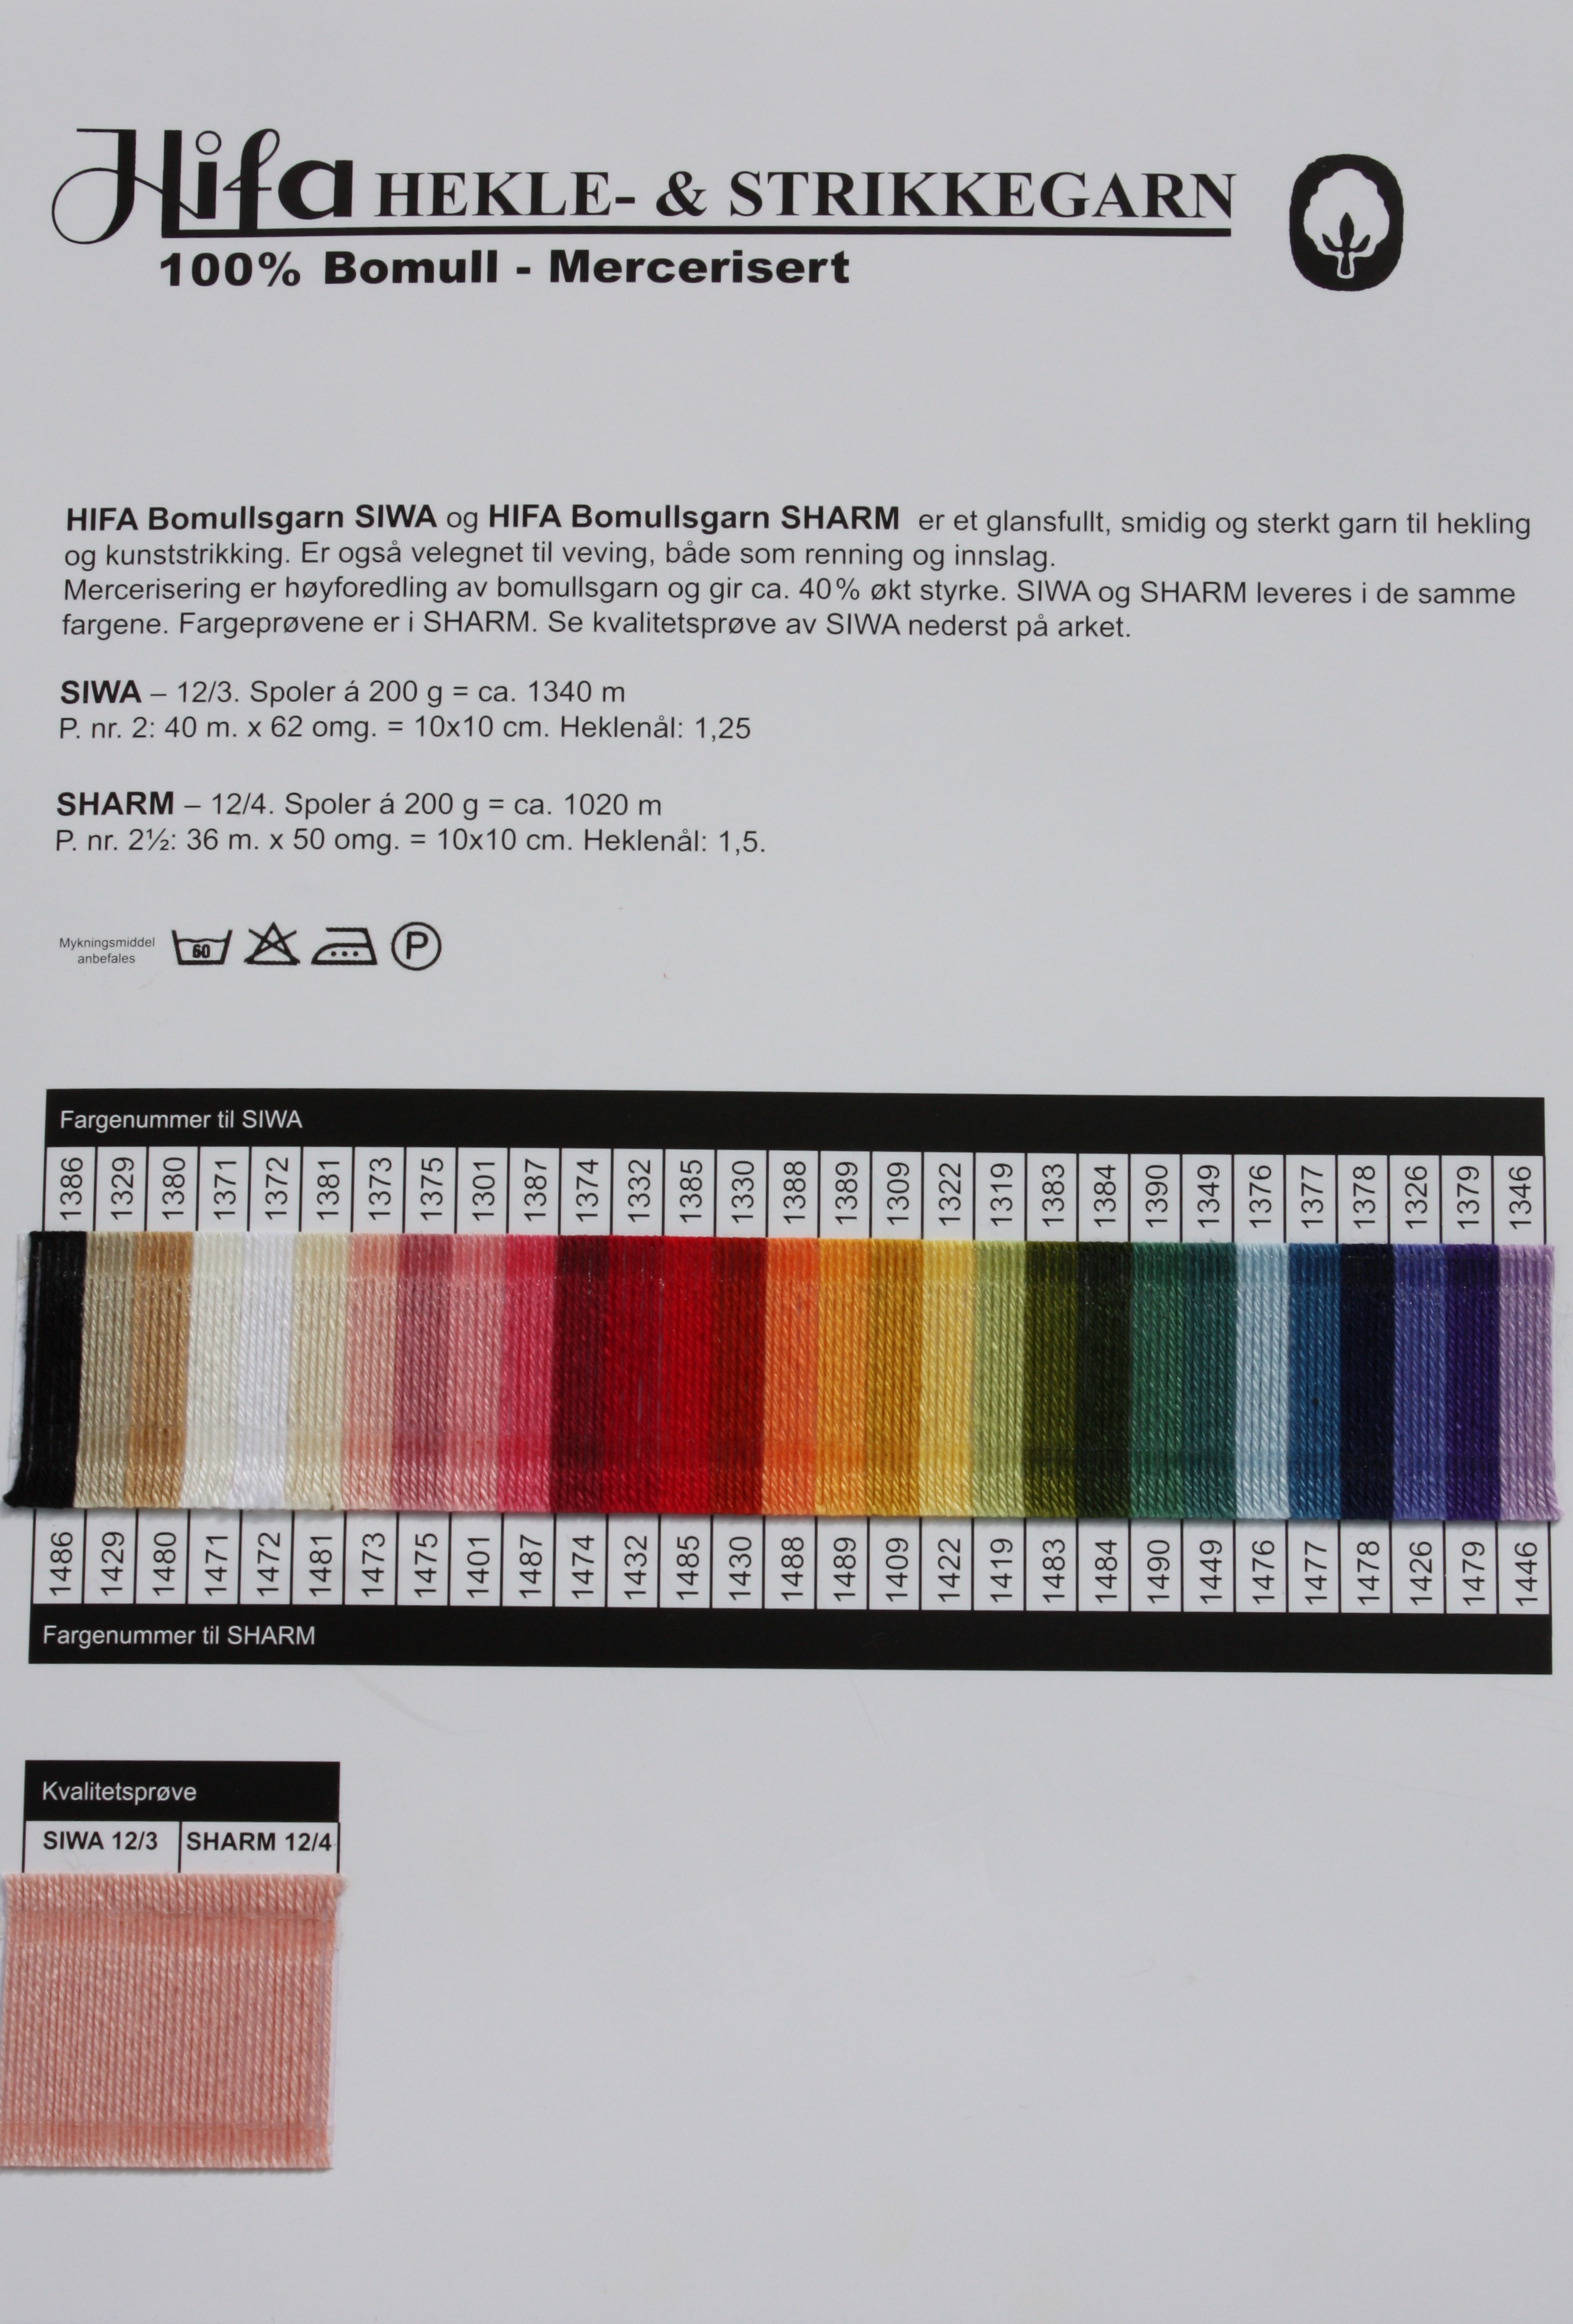 Hifa HEKLE- & STRIKKEGARN
100% Bomull - Mercerisert
HIFA Bomullsgarn SIWA og HIFA Bomullsgarn SHARM er et glansfullt, smidig og sterkt garn til hekling
og kunststrikking. Er også velegnet til veving, både som renning og innslag.
Mercerisering er høyforedling av bomullsgarn og gir ca. 40% økt styrke. SIWA og SHARM leveres i de samme
fargene. Fargeprøvene er i SHARM. Se kvalitetsprøve av SIWA nederst på arket.
SIWA – 12/3. Spoler á 200 g = ca. 1340 m
P. nr. 2: 40 m. x 62 omg. = 10x10 cm. Heklenål: 1,25
SHARM – 12/4. Spoler á 200 g = ca. 1020 m
P. nr. 2½: 36 m. x 50 omg. = 10x10 cm. Heklenål: 1,5.
Mykningsmiddel
anbefales
60 P
Fargenummer til SIWA
1386 1329 1380 1371 1372 1381 1373 1375 1301 1387 1374 1332 1385 1330 1388 1389 1309 1322 1319 1383 1384 1390 1349 1376 1377 1378 1326 1379 1346
1486 1429 1480 1471 1472 1481 1473 1475 1401 1487 1474 1432 1485 1430 1488 1489 1409 1422 1419 1483 1484 1490 1449 1476 1477 1478 1426 1479 1446
Fargenummer til SHARM
Kvalitetsprøve
SIWA 12/3 SHARM 12/4